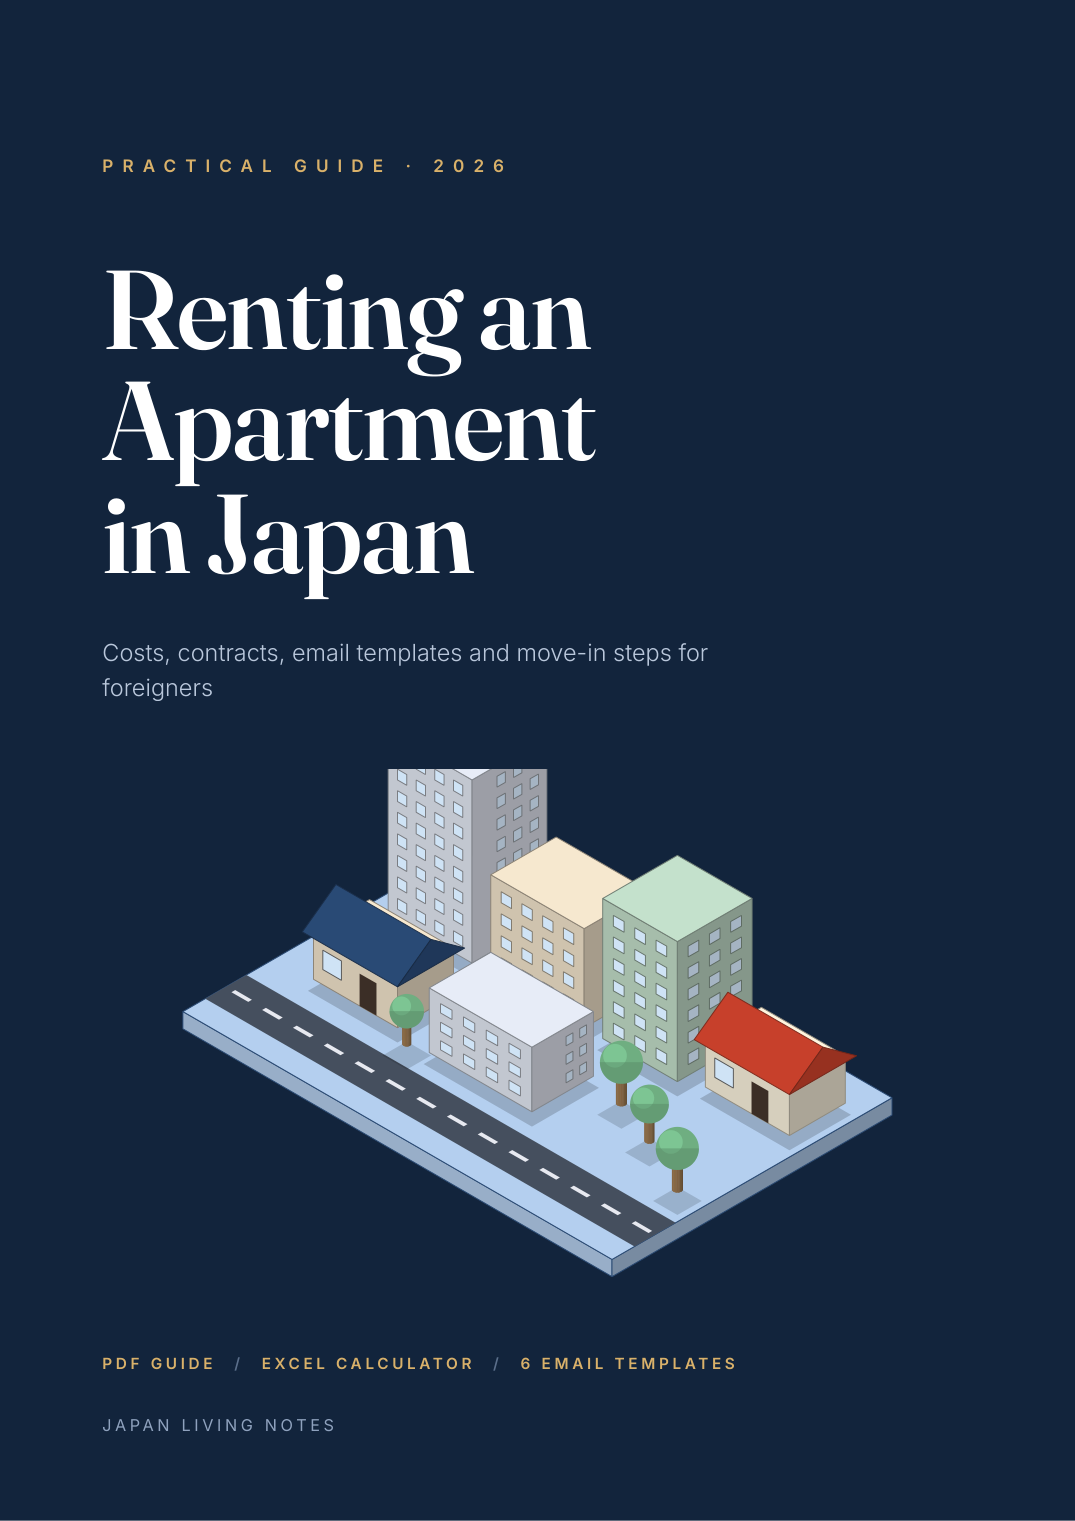 PRACTICAL GUIDE · 2026
Renting an
Apartment
in Japan
Costs, contracts, email templates and move-in steps for
foreigners
PDF GUIDE / EXCEL CALCULATOR / 6 EMAIL TEMPLATES
JAPAN LIVING NOTES